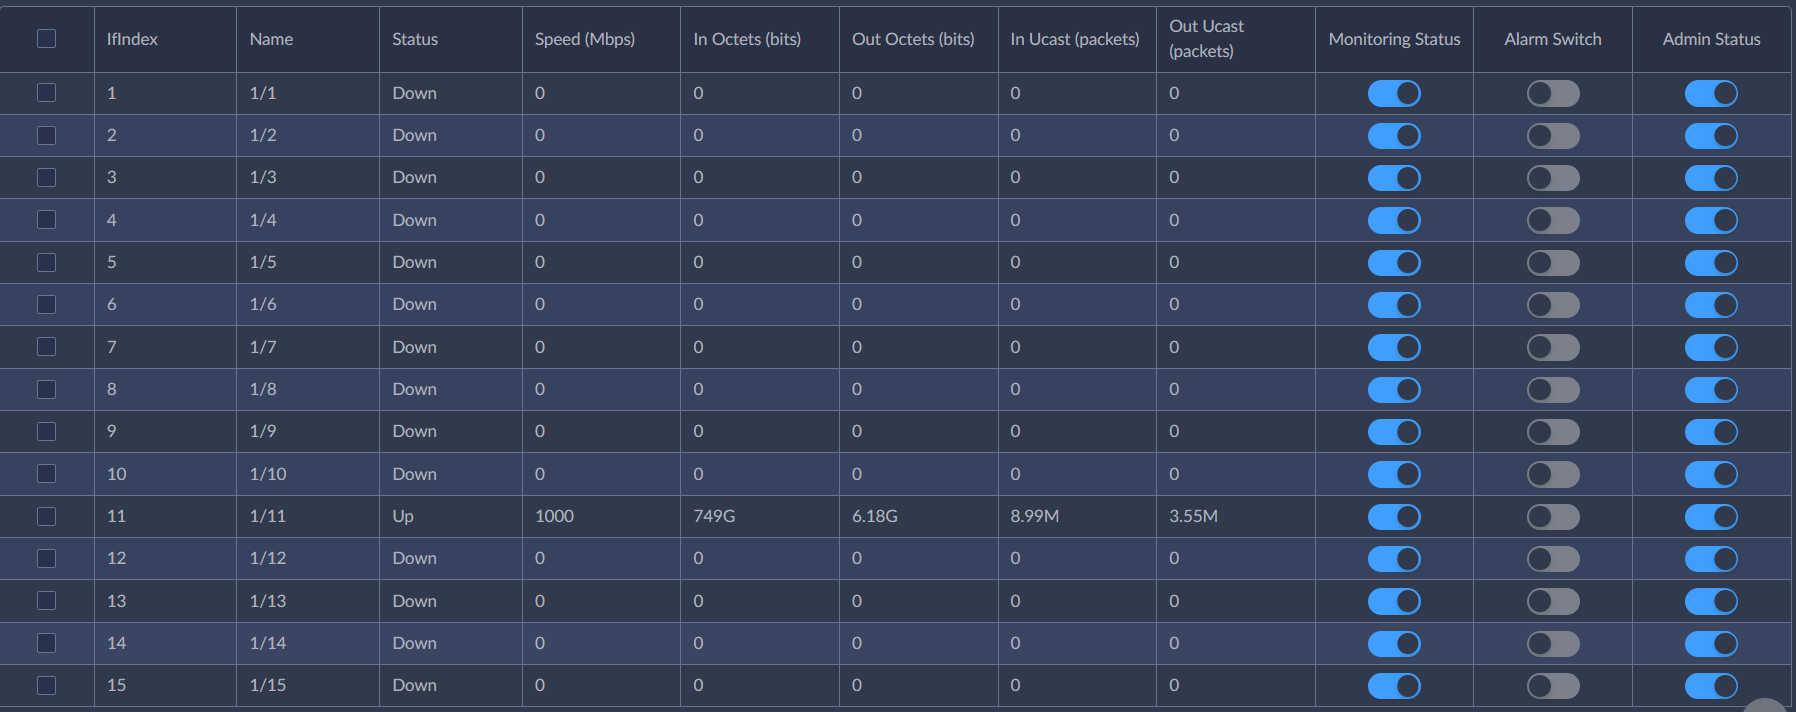 IfIndex Name Status Speed (Mbps) In Octets (bits) Out Octets (bits) In Ucast (packets) Out Ucast (packets) Monitoring Status Alarm Switch Admin Status
1 1/1 Down 0 0 0 0 0
2 1/2 Down 0 0 0 0 0
3 1/3 Down 0 0 0 0 0
4 1/4 Down 0 0 0 0 0
5 1/5 Down 0 0 0 0 0
6 1/6 Down 0 0 0 0 0
7 1/7 Down 0 0 0 0 0
8 1/8 Down 0 0 0 0 0
9 1/9 Down 0 0 0 0 0
10 1/10 Down 0 0 0 0 0
11 1/11 Up 1000 749G 6.18G 8.99M 3.55M
12 1/12 Down 0 0 0 0 0
13 1/13 Down 0 0 0 0 0
14 1/14 Down 0 0 0 0 0
15 1/15 Down 0 0 0 0 0